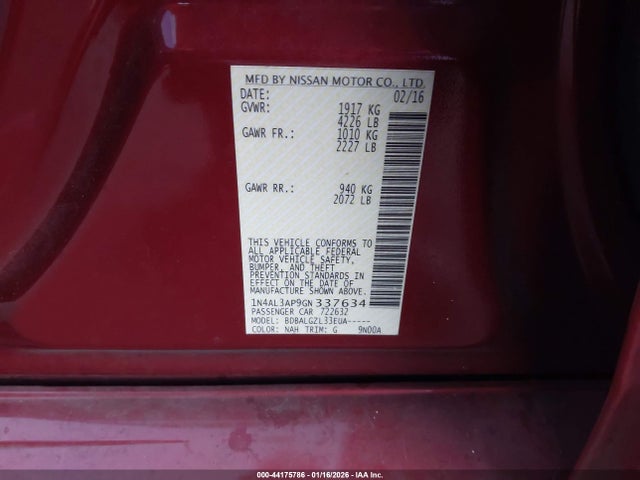 MFD BY NISSAN MOTOR CO., LTD.
DATE: 02/16
GVWR: 1917 KG
4226 LB
GAWR FR.: 1010 KG
2227 LB
GAWR RR.: 940 KG
2072 LB
THIS VEHICLE CONFORMS TO
ALL APPLICABLE FEDERAL
MOTOR VEHICLE SAFETY,
BUMPER, AND THEFT
PREVENTION STANDARDS IN
EFFECT ON THE DATE OF
MANUFACTURE SHOWN ABOVE.
1N4AL3AP9GN337634
PASSENGER CAR 722632
MODEL: BDBALGZL33EUA-----
COLOR: NAH TRIM: G 9N00A
000-44175786 | 01/16/2026 | IAA Inc.